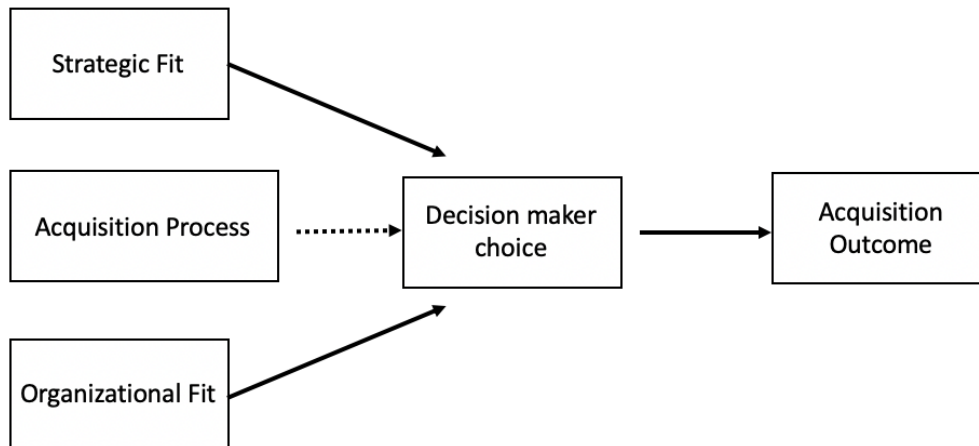 Strategic Fit
Acquisition Process
Organizational Fit
Decision maker
choice
Acquisition
Outcome